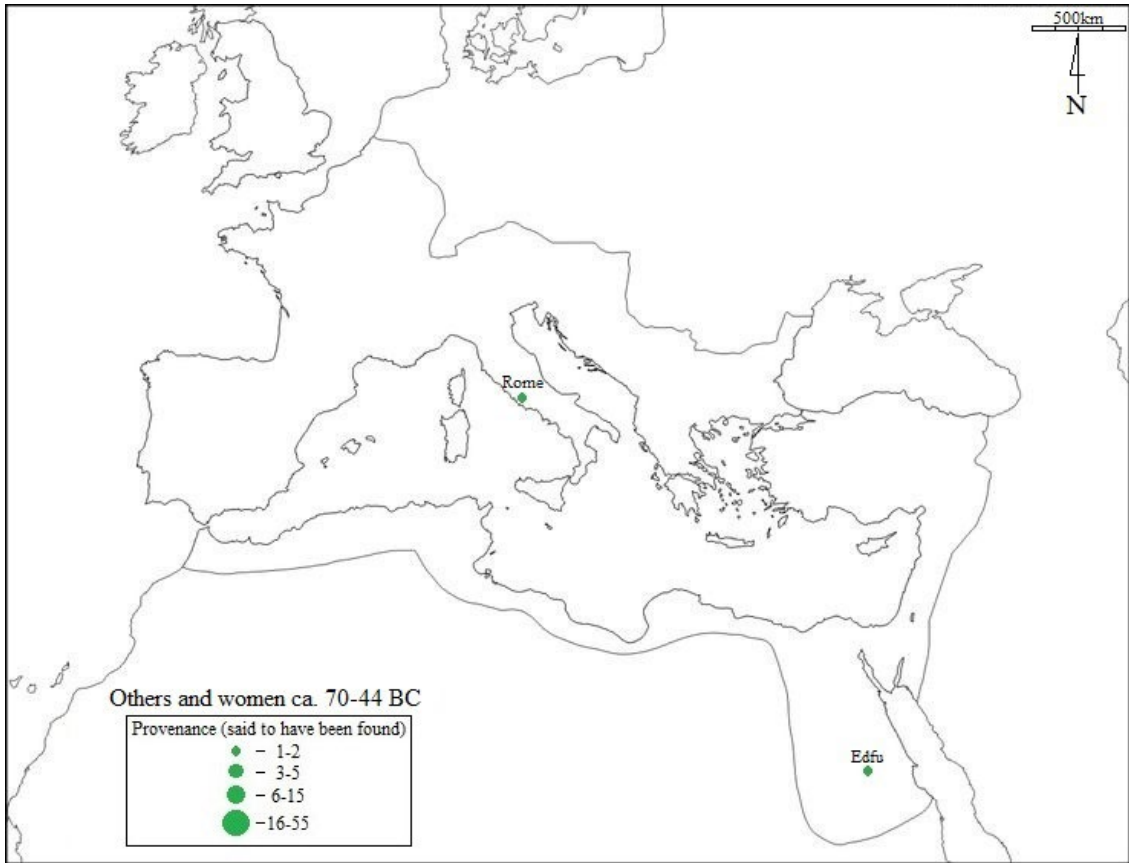 500km
N
Rome
Edfu
Others and women ca. 70-44 BC
Provenance (said to have been found)
– 1-2
– 3-5
– 6-15
–16-55